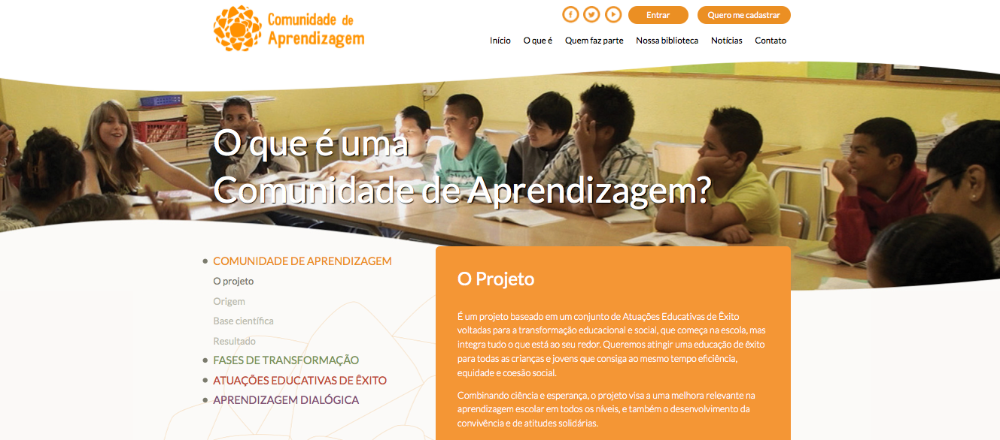 Comunidade de
Aprendizagem
Entrar
Quero me cadastrar
Início
O que é
Quem faz parte
Nossa biblioteca
Notícias
Contato
O que é uma
Comunidade de Aprendizagem?
COMUNIDADE DE APRENDIZAGEM
O projeto
Origem
Base científica
Resultado
FASES DE TRANSFORMAÇÃO
ATUAÇÕES EDUCATIVAS DE ÊXITO
APRENDIZAGEM DIALÓGICA
O Projeto
É um projeto baseado em um conjunto de Atuações Educativas de Êxito
voltadas para a transformação educacional e social, que começa na escola, mas
integra tudo o que está ao seu redor. Queremos atingir uma educação de êxito
para todas as crianças e jovens que consiga ao mesmo tempo eficiência,
equidade e coesão social.
Combinando ciência e esperança, o projeto visa a uma melhora relevante na
aprendizagem escolar em todos os níveis, e também o desenvolvimento da
convivência e de atitudes solidárias.